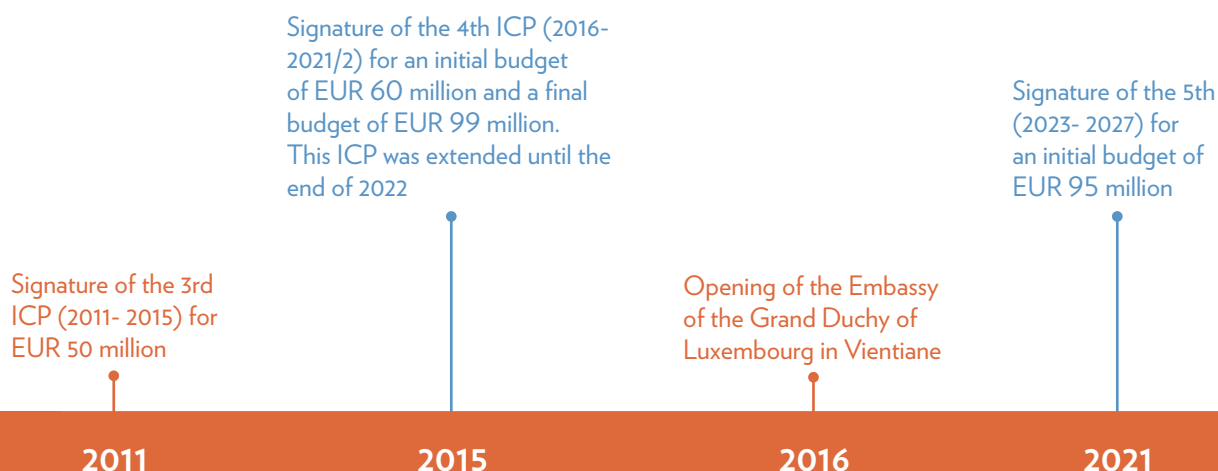 Signature of the 4th ICP (2016-
2021/2) for an initial budget
of EUR 60 million and a final
budget of EUR 99 million.
This ICP was extended until the
end of 2022
Signature of the 5th
(2023- 2027) for
an initial budget of
EUR 95 million
Signature of the 3rd
ICP (2011- 2015) for
EUR 50 million
Opening of the Embassy
of the Grand Duchy of
Luxembourg in Vientiane
2011
2015
2016
2021